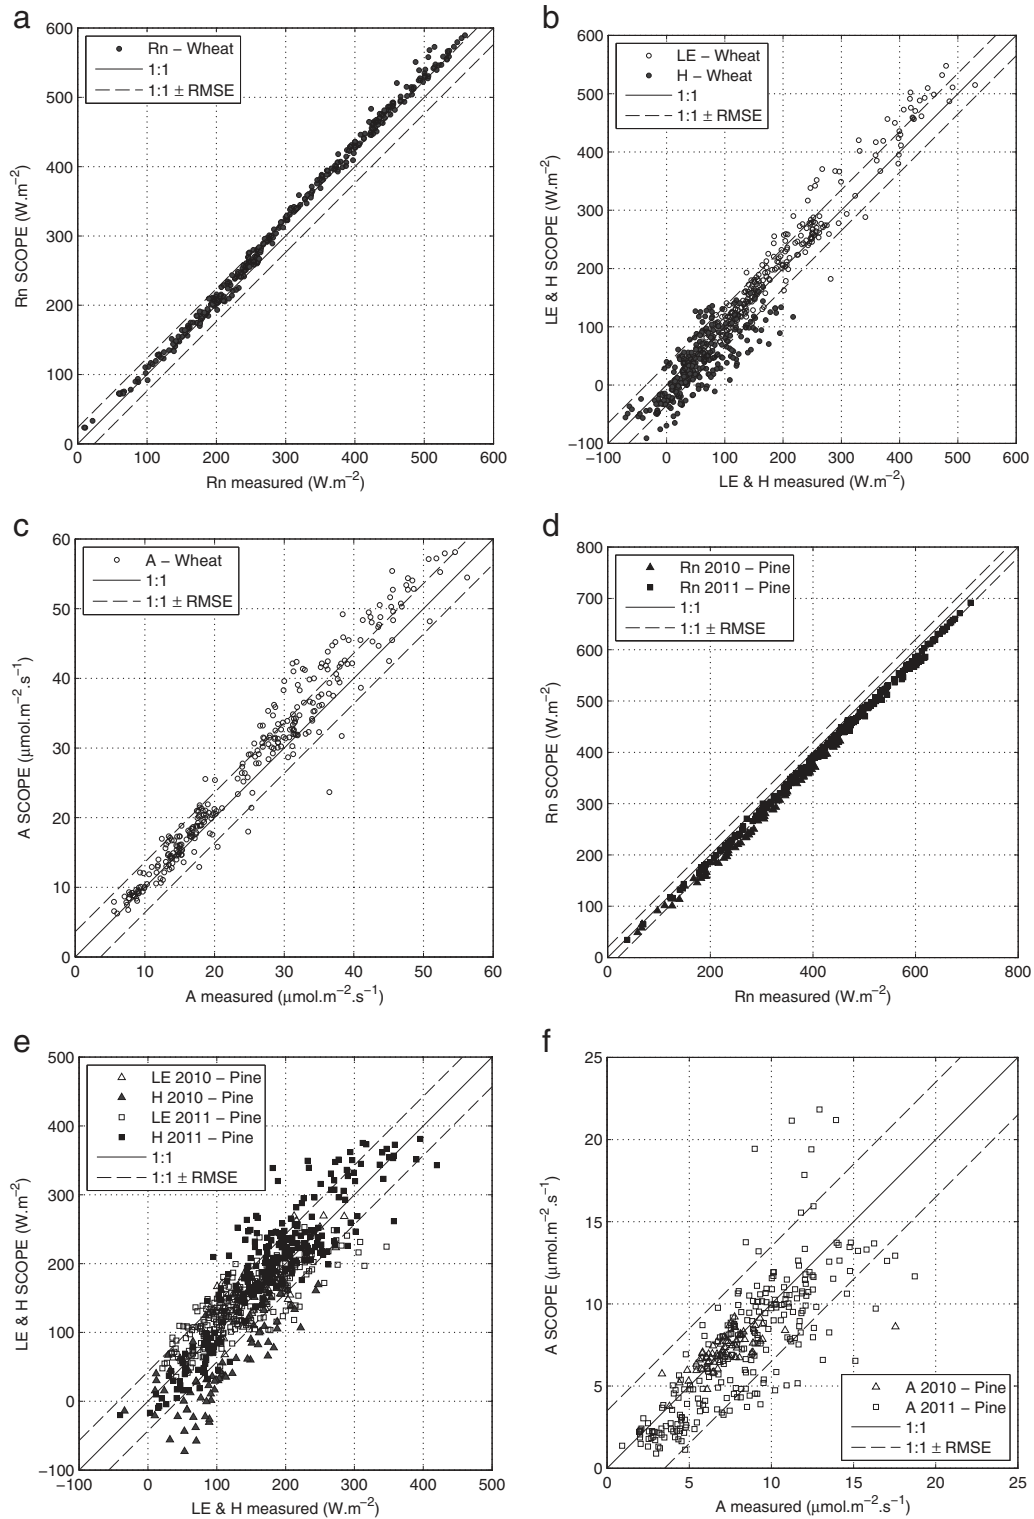 a
600
500
400
300
200
100
0
Rn − Wheat
1:1
1:1 ± RMSE
Rn SCOPE (W.m−2)
0 100 200 300 400 500 600
Rn measured (W.m−2)
b
600
500
400
300
200
100
0
−100
LE − Wheat
H − Wheat
1:1
1:1 ± RMSE
LE & H SCOPE (W.m−2)
−100 0 100 200 300 400 500 600
LE & H measured (W.m−2)
c
60
50
40
30
20
10
0
A − Wheat
1:1
1:1 ± RMSE
A SCOPE (μmol.m−2.s−1)
0 10 20 30 40 50 60
A measured (μmol.m−2.s−1)
d
800
700
600
500
400
300
200
100
0
Rn 2010 − Pine
Rn 2011 − Pine
1:1
1:1 ± RMSE
Rn SCOPE (W.m−2)
0 200 400 600 800
Rn measured (W.m−2)
e
500
400
300
200
100
0
−100
LE 2010 − Pine
H 2010 − Pine
LE 2011 − Pine
H 2011 − Pine
1:1
1:1 ± RMSE
LE & H SCOPE (W.m−2)
−100 0 100 200 300 400 500
LE & H measured (W.m−2)
f
25
20
15
10
5
0
A 2010 − Pine
A 2011 − Pine
1:1
1:1 ± RMSE
A SCOPE (μmol.m−2.s−1)
0 5 10 15 20 25
A measured (μmol.m−2.s−1)